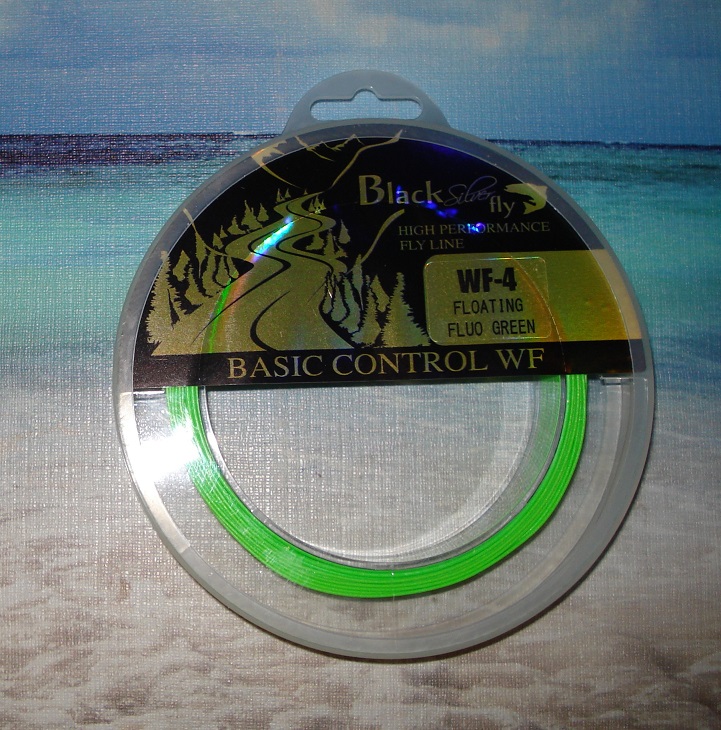 Black Silver fly
HIGH PERFORMANCE
FLY LINE
WF-4
FLOATING
FLUO GREEN
BASIC CONTROL WF